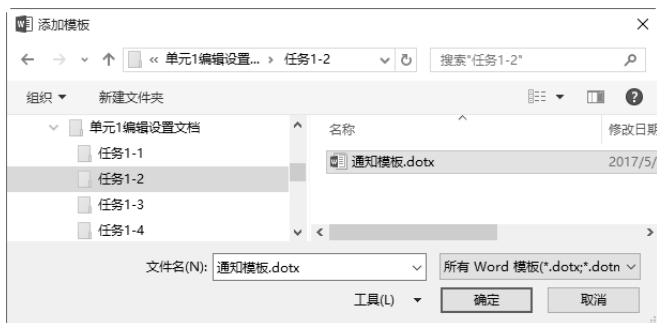 添加模板
« 单元1编辑设置... › 任务1-2
搜索"任务1-2"
组织
新建文件夹
单元1编辑设置文档
任务1-1
任务1-2
任务1-3
任务1-4
名称
修改日期
通知模板.dotx
2017/5/
文件名(N):
通知模板.dotx
所有 Word 模板(*.dotx;*.dotn
工具(L)
确定
取消